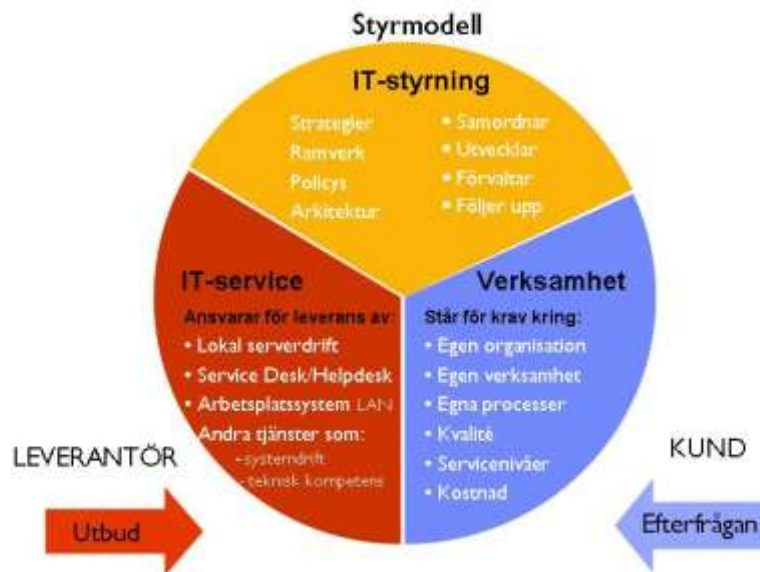 Styrmodell
IT-styrning
Strategier
Ramverk
Policys
Arkitektur
• Samordnar
• Utvecklar
• Förvaltar
• Följer upp
IT-service
Ansvarar för leverans av:
• Lokal serverdrift
• Service Desk/Helpdesk
• Arbetsplatssystem LAN
Andra tjänster som:
-systemdrift
- teknisk kompetens
Verksamhet
Står för krav kring:
• Egen organisation
• Egen verksamhet
• Egna processer
• Kvalité
• Servicenivåer
• Kostnad
LEVERANTÖR
Utbud
KUND
Efterfrågan